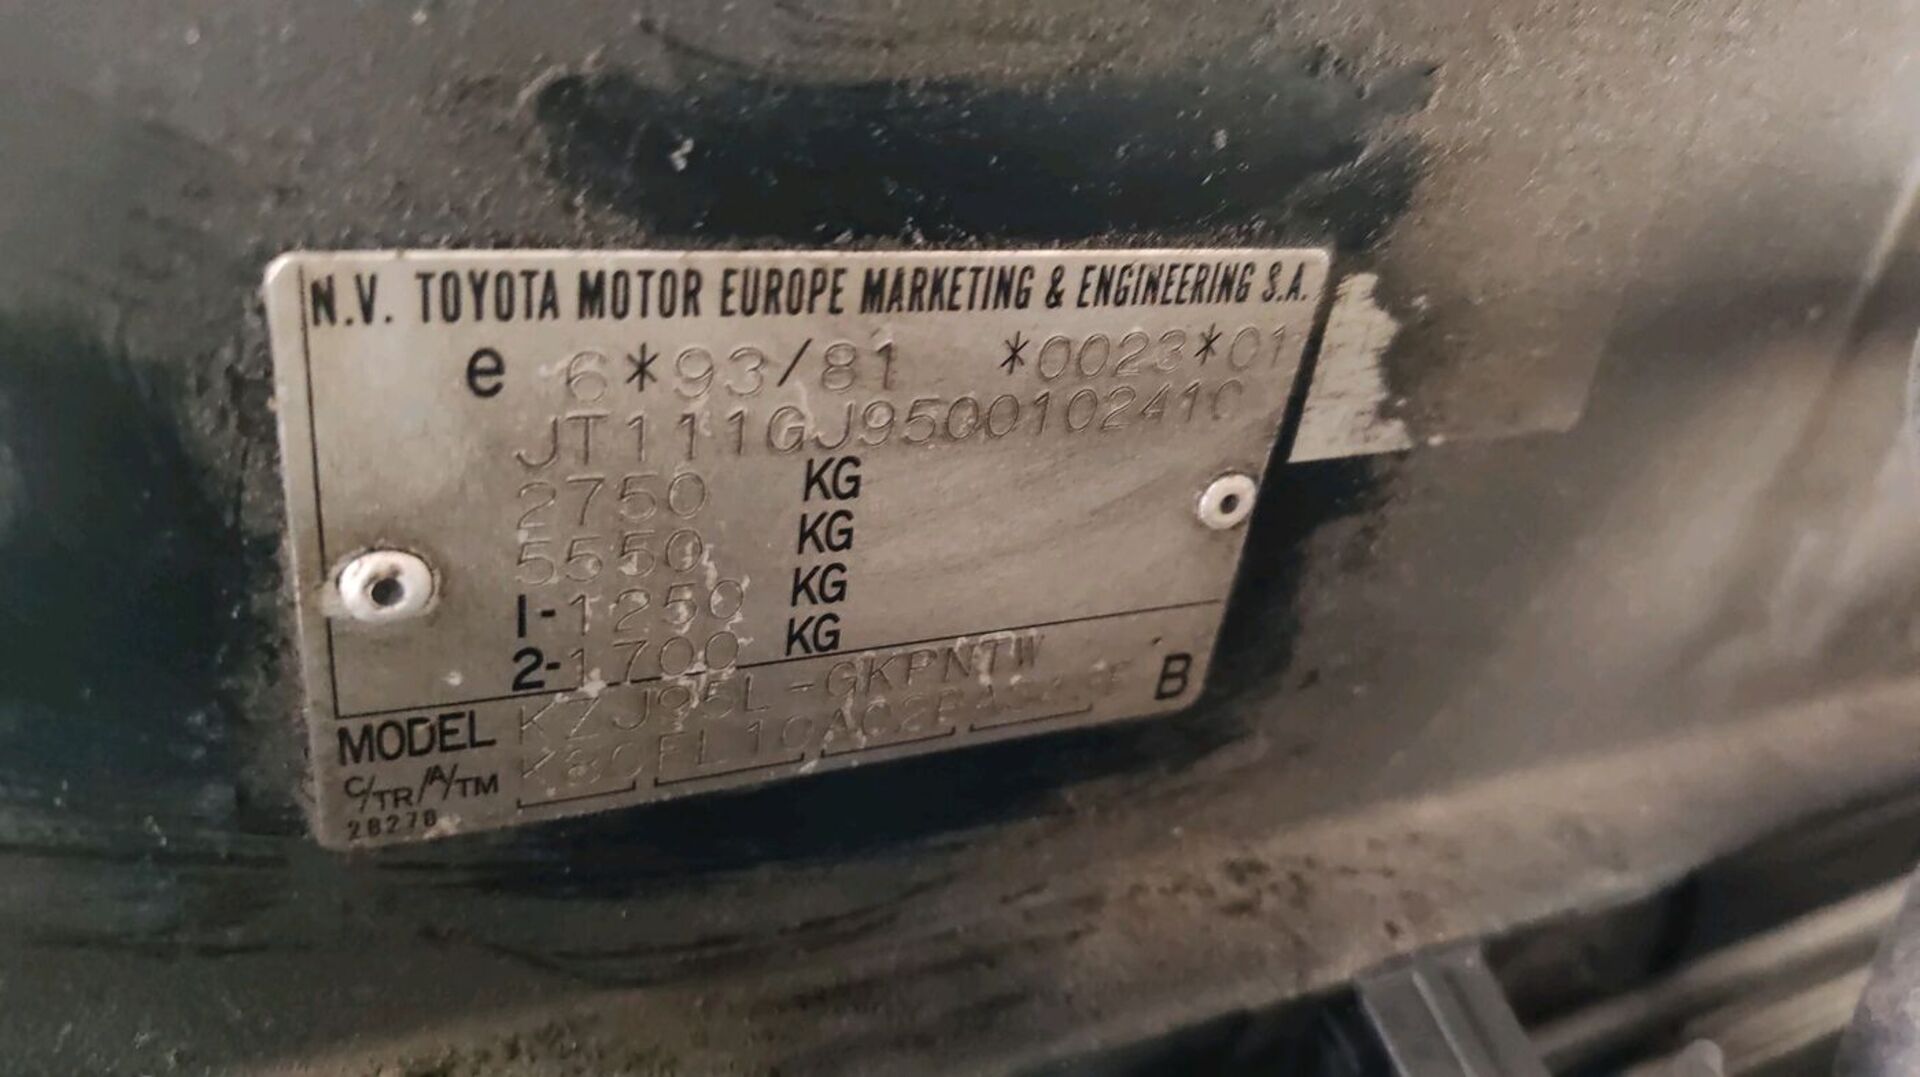 N.V. TOYOTA MOTOR EUROPE MARKETING & ENGINEERING S.A.
e 6*93/81 *0023*01
JT111GJ9500102410
2750 KG
5550 KG
1-1250 KG
2-1700 KG
MODEL KZJ95L-GKPNTW B
C/TR/A/TM
28270